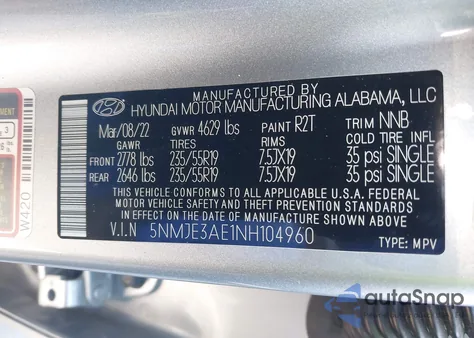 MANUFACTURED BY
HYUNDAI MOTOR MANUFACTURING ALABAMA, LLC
Mar/08/22 GVWR 4629 lbs PAINT R2T TRIM NNB
GAWR TIRES RIMS COLD TIRE INFL
FRONT 2778 lbs 235/55R19 7.5JX19 35 psi SINGLE
REAR 2646 lbs 235/55R19 7.5JX19 35 psi SINGLE
THIS VEHICLE CONFORMS TO ALL APPLICABLE U.S.A. FEDERAL
MOTOR VEHICLE SAFETY AND THEFT PREVENTION STANDARDS
IN EFFECT ON THE DATE OF MANUFACTURE SHOWN ABOVE
V.I.N 5NMJE3AE1NH104960 TYPE: MPV
W420
3
autoSnap